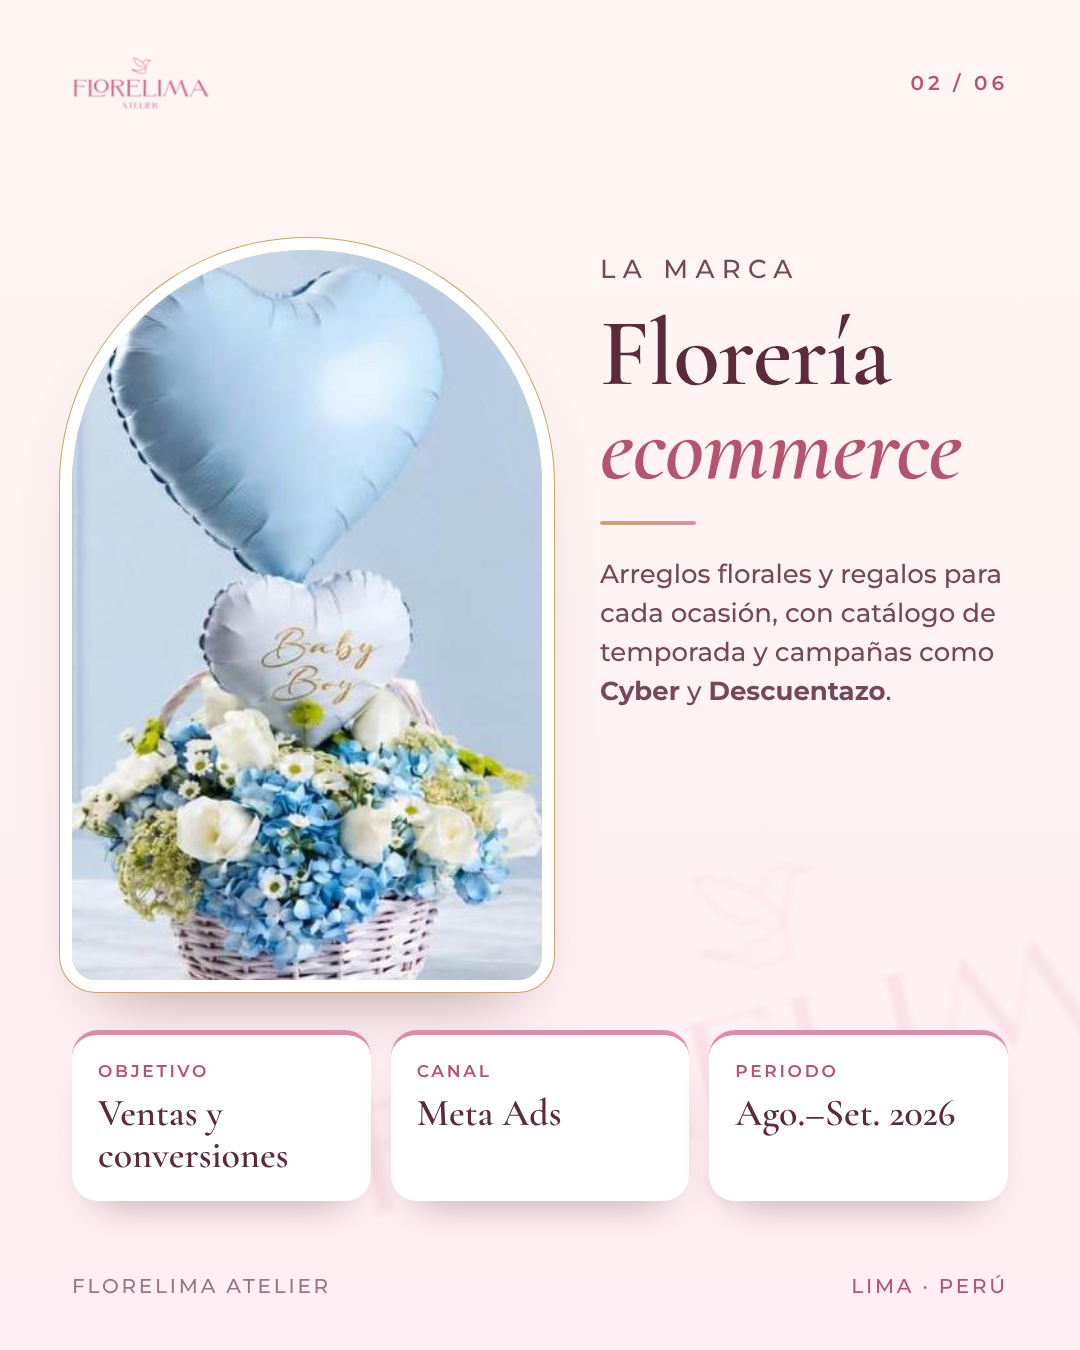 FLORELIMA
ATELIER
02 / 06
LA MARCA
Florería
ecommerce
Arreglos florales y regalos para
cada ocasión, con catálogo de
temporada y campañas como
Cyber y Descuentazo.
Baby
Boy
OBJETIVO
Ventas y
conversiones
CANAL
Meta Ads
PERIODO
Ago.–Set. 2026
FLORELIMA ATELIER
LIMA · PERÚ